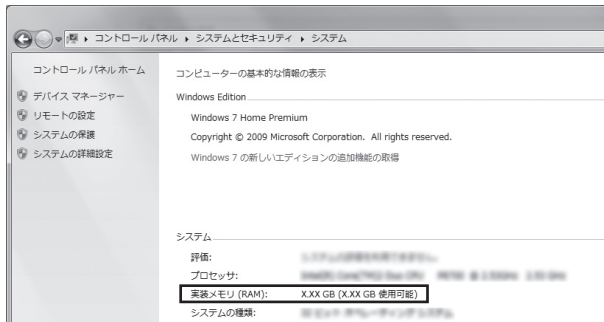 コントロール パネル ▸ システムとセキュリティ ▸ システム
コントロール パネル ホーム
デバイス マネージャー
リモートの設定
システムの保護
システムの詳細設定
コンピューターの基本的な情報の表示
Windows Edition
Windows 7 Home Premium
Copyright © 2009 Microsoft Corporation. All rights reserved.
Windows 7 の新しいエディションの追加機能の取得
システム
評価:
プロセッサ:
実装メモリ (RAM): X.XX GB (X.XX GB 使用可能)
システムの種類: